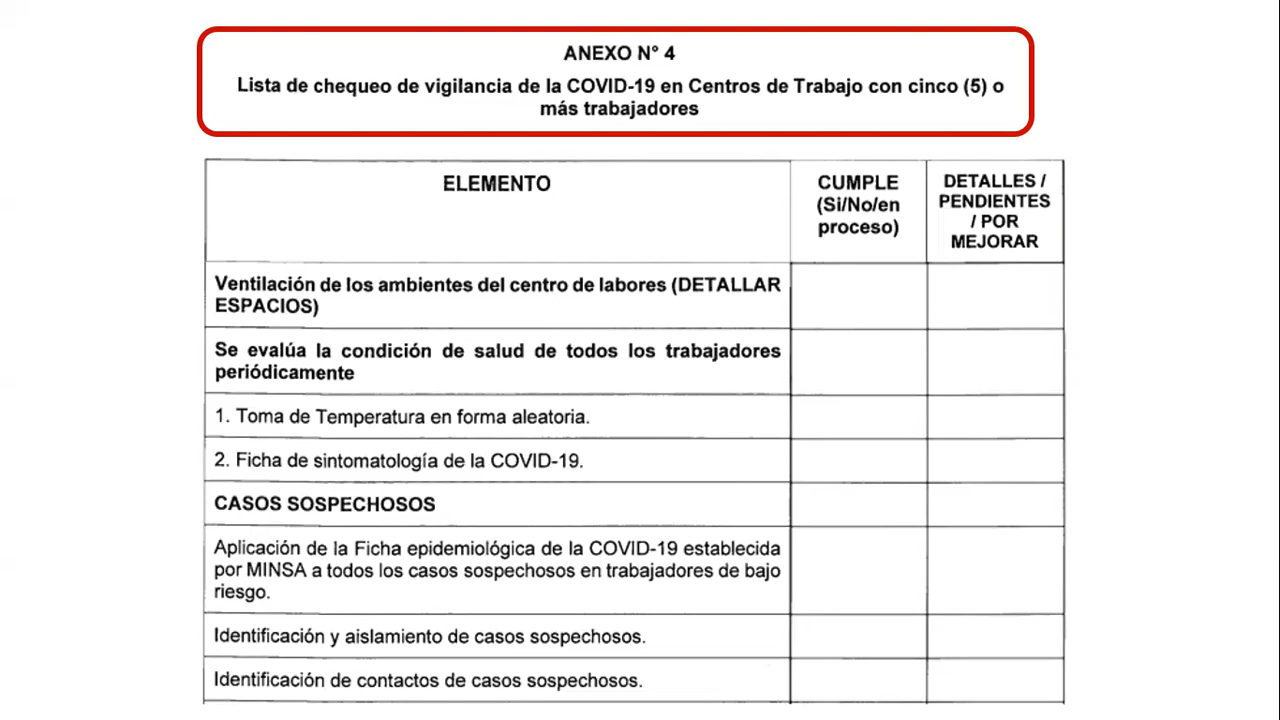 ANEXO N° 4
Lista de chequeo de vigilancia de la COVID-19 en Centros de Trabajo con cinco (5) o
más trabajadores
ELEMENTO
CUMPLE
(Si/No/en
proceso)
DETALLES /
PENDIENTES
/ POR
MEJORAR
Ventilación de los ambientes del centro de labores (DETALLAR
ESPACIOS)
Se evalúa la condición de salud de todos los trabajadores
periódicamente
1. Toma de Temperatura en forma aleatoria.
2. Ficha de sintomatología de la COVID-19.
CASOS SOSPECHOSOS
Aplicación de la Ficha epidemiológica de la COVID-19 establecida
por MINSA a todos los casos sospechosos en trabajadores de bajo
riesgo.
Identificación y aislamiento de casos sospechosos.
Identificación de contactos de casos sospechosos.